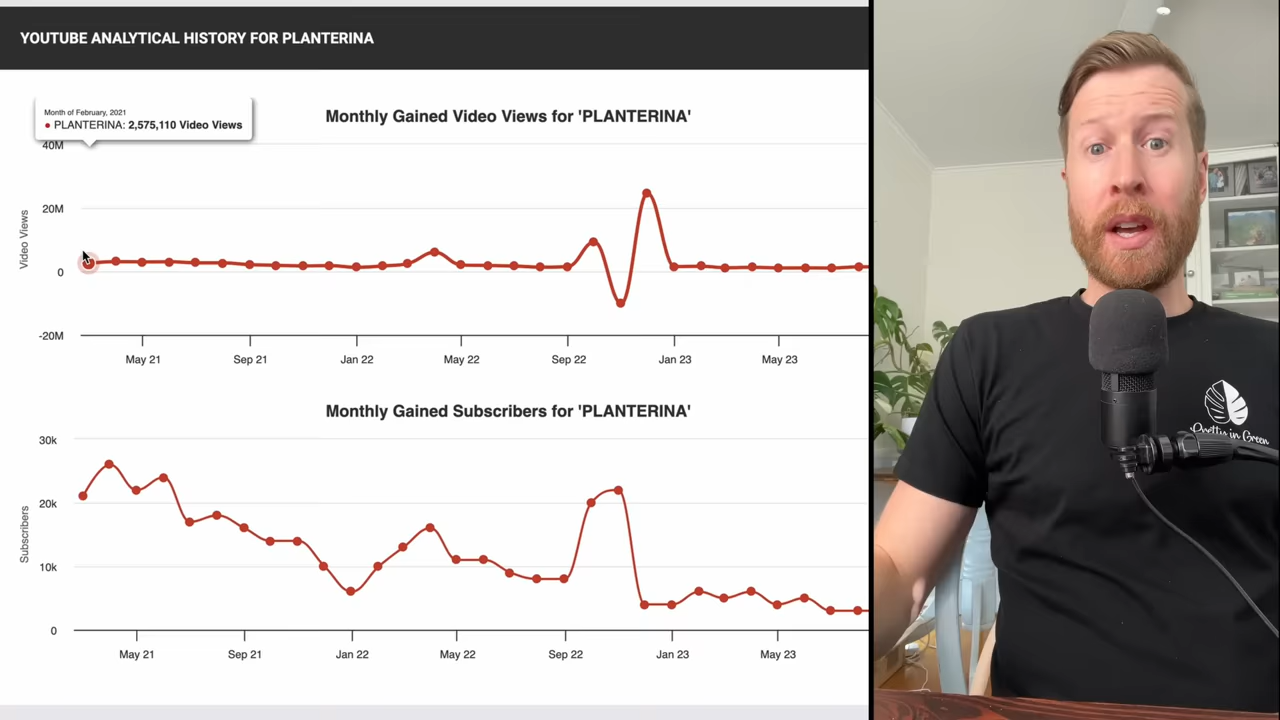 YOUTUBE ANALYTICAL HISTORY FOR PLANTERINA
Month of February, 2021
● PLANTERINA: 2,575,110 Video Views
Monthly Gained Video Views for 'PLANTERINA'
Video Views
40M
20M
0
-20M
May 21
Sep 21
Jan 22
May 22
Sep 22
Jan 23
May 23
Monthly Gained Subscribers for 'PLANTERINA'
Subscribers
30k
20k
10k
0
May 21
Sep 21
Jan 22
May 22
Sep 22
Jan 23
May 23
Pretty in Green